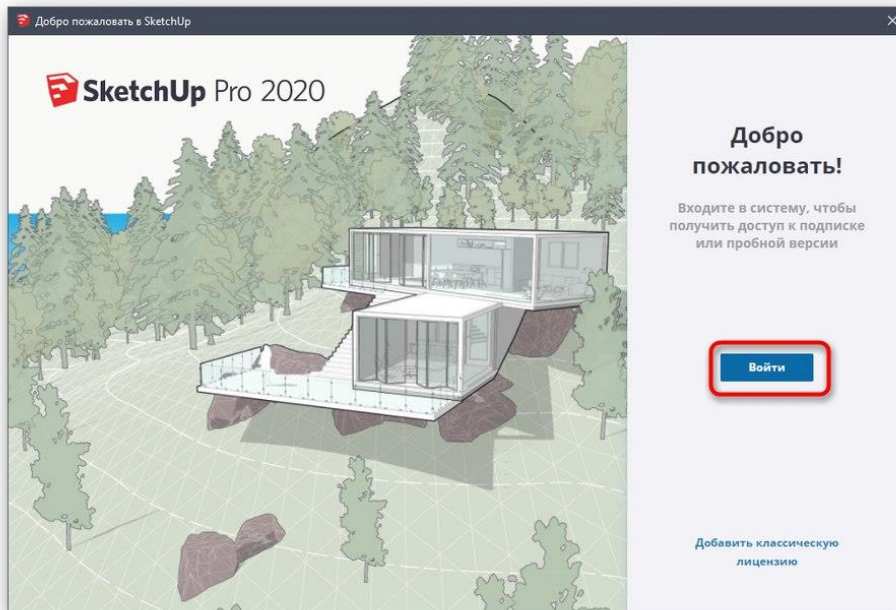 Добро пожаловать в SketchUp
SketchUp Pro 2020
Добро
пожаловать!
Входите в систему, чтобы
получить доступ к подписке
или пробной версии
Войти
Добавить классическую
лицензию